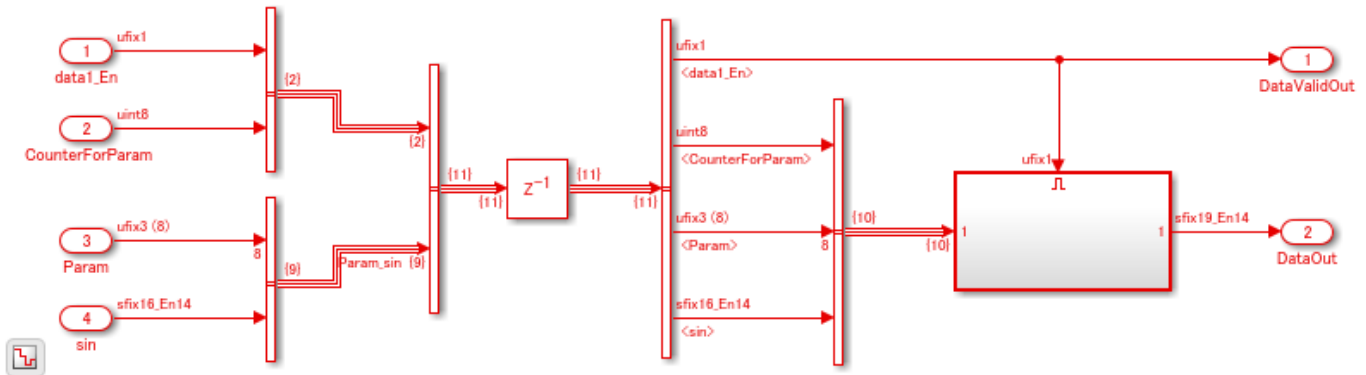 1
ufix1
data1_En
2
uint8
CounterForParam
{2}
{2}
3
ufix3 (8)
8
Param
4
sfix16_En14
sin
{9}
Param_sin {9}
{11}
{11}
Z⁻¹
{11}
{11}
ufix1
<data1_En>
uint8
<CounterForParam>
ufix3 (8)
<Param>
8
sfix16_En14
<sin>
{10}
{10}
ufix1
1
1
sfix19_En14
1
DataValidOut
2
DataOut